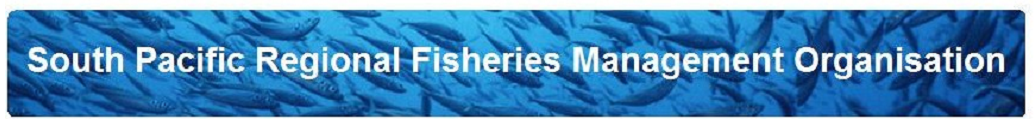 South Pacific Regional Fisheries Management Organisation